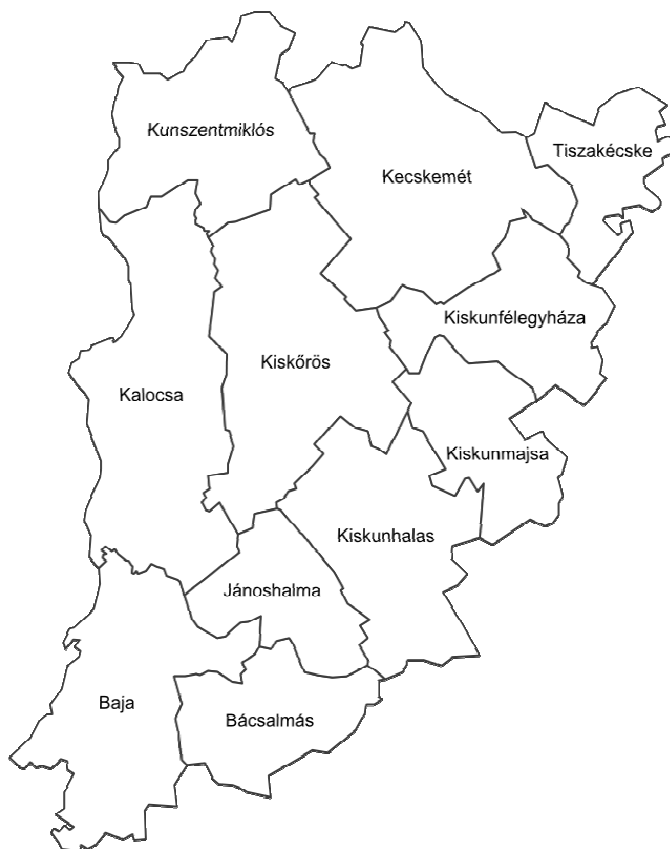 Kunszentmiklós
Tiszakécske
Kecskemét
Kiskunfélegyháza
Kiskőrös
Kalocsa
Kiskunmajsa
Kiskunhalas
Jánoshalma
Baja
Bácsalmás